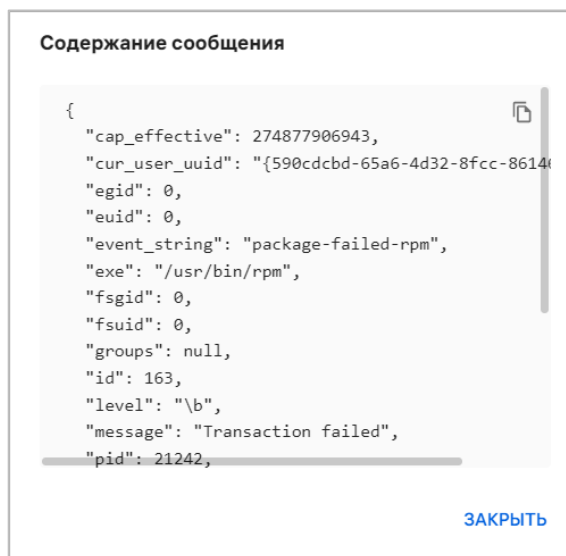 Содержание сообщения
{
"cap_effective": 274877906943,
"cur_user_uuid": "{590cdcbd-65a6-4d32-8fcc-86146
"egid": 0,
"euid": 0,
"event_string": "package-failed-rpm",
"exe": "/usr/bin/rpm",
"fsgid": 0,
"fsuid": 0,
"groups": null,
"id": 163,
"level": "\b",
"message": "Transaction failed",
"pid": 21242,
ЗАКРЫТЬ